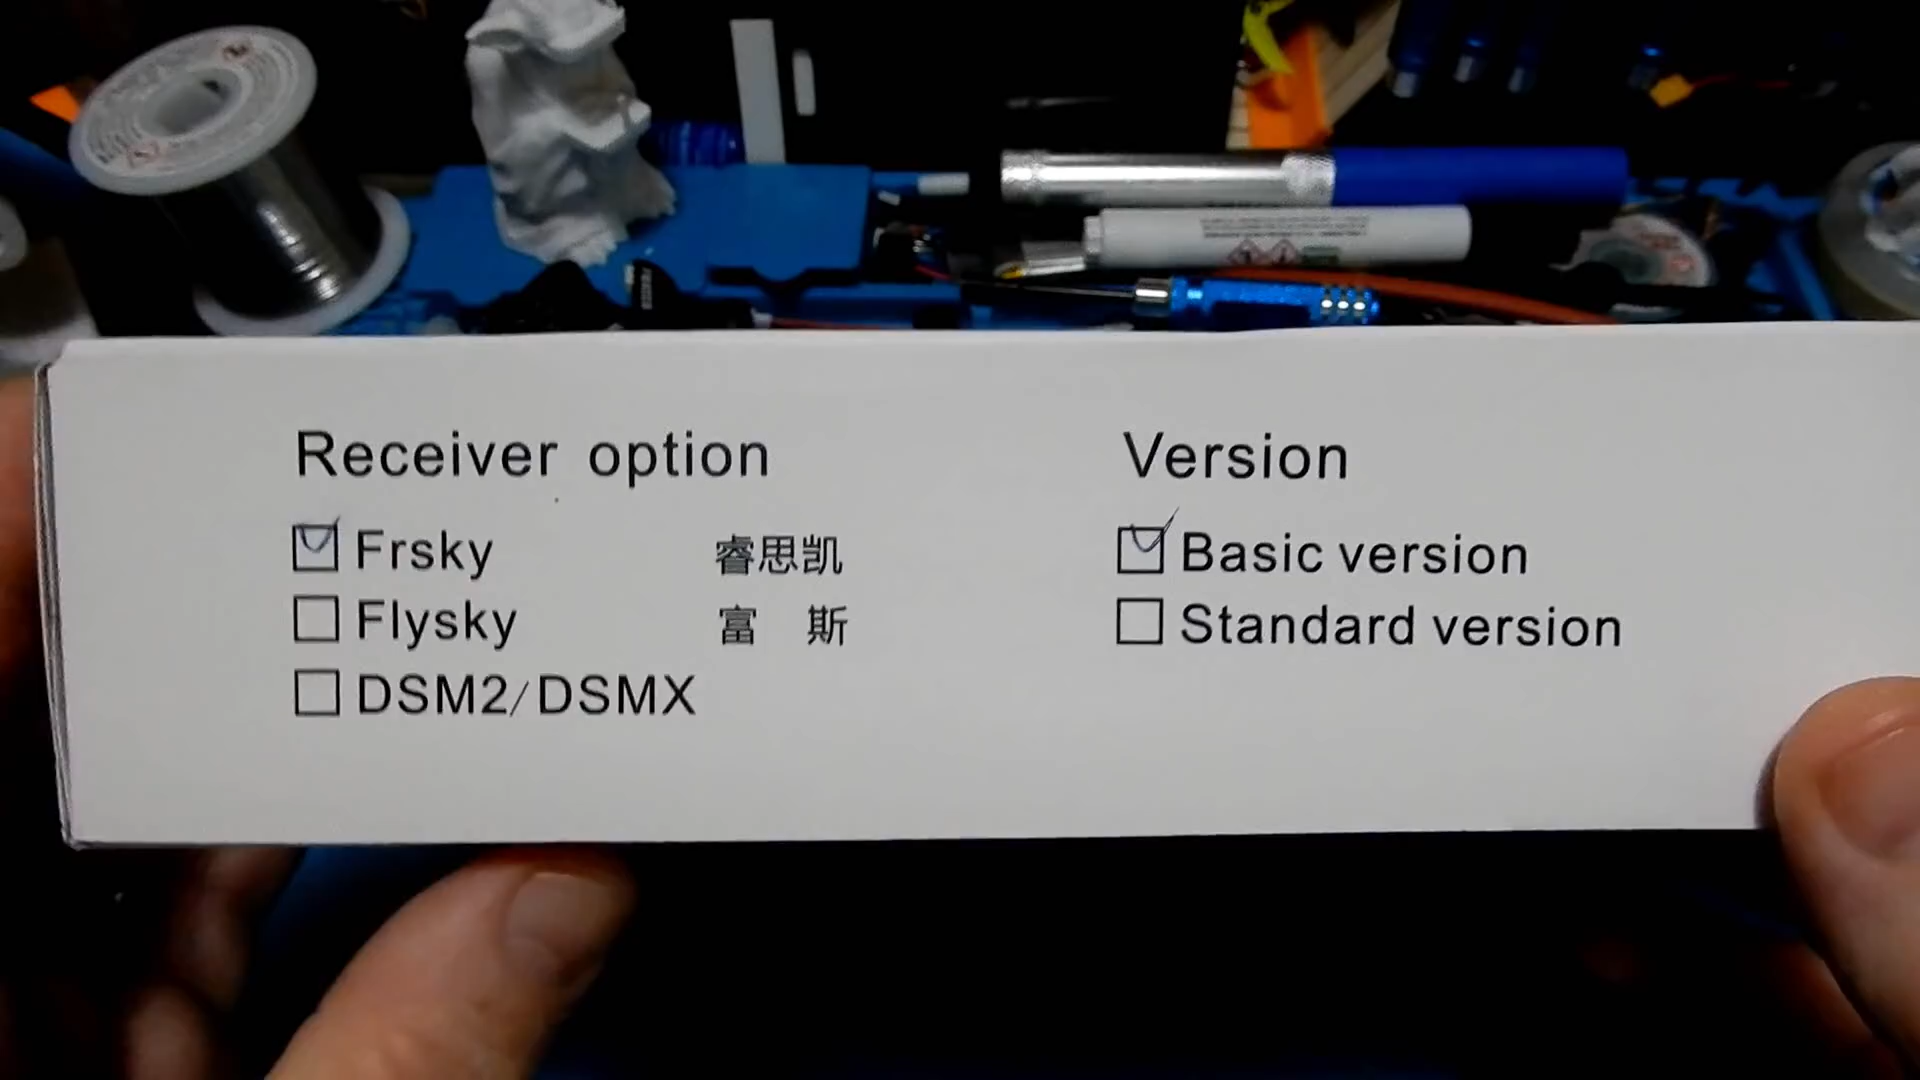 Receiver option
Frsky 睿思凯
Flysky 富 斯
DSM2/DSMX
Version
Basic version
Standard version